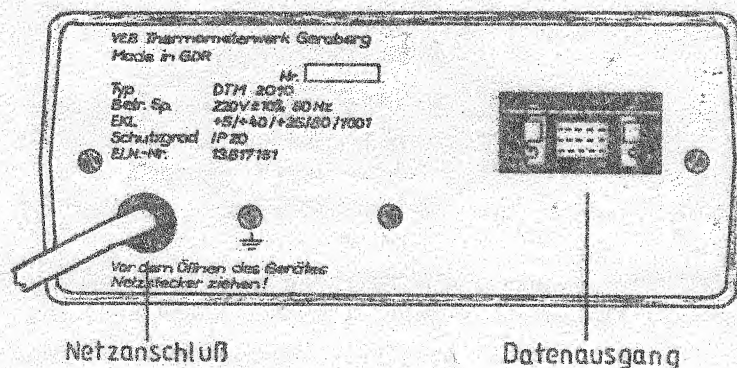 VEB Thermometerwerk Geraberg
Made in GDR
Nr.
Typ DTM 2010
Betr. Sp. 220V±10% 50 Hz
EKL +5/+40/+25/80/1001
Schutzgrad IP 20
ELN.-Nr. 13817151
Vor dem Öffnen des Gerätes
Netzstecker ziehen!
Netzanschluß
Datenausgang